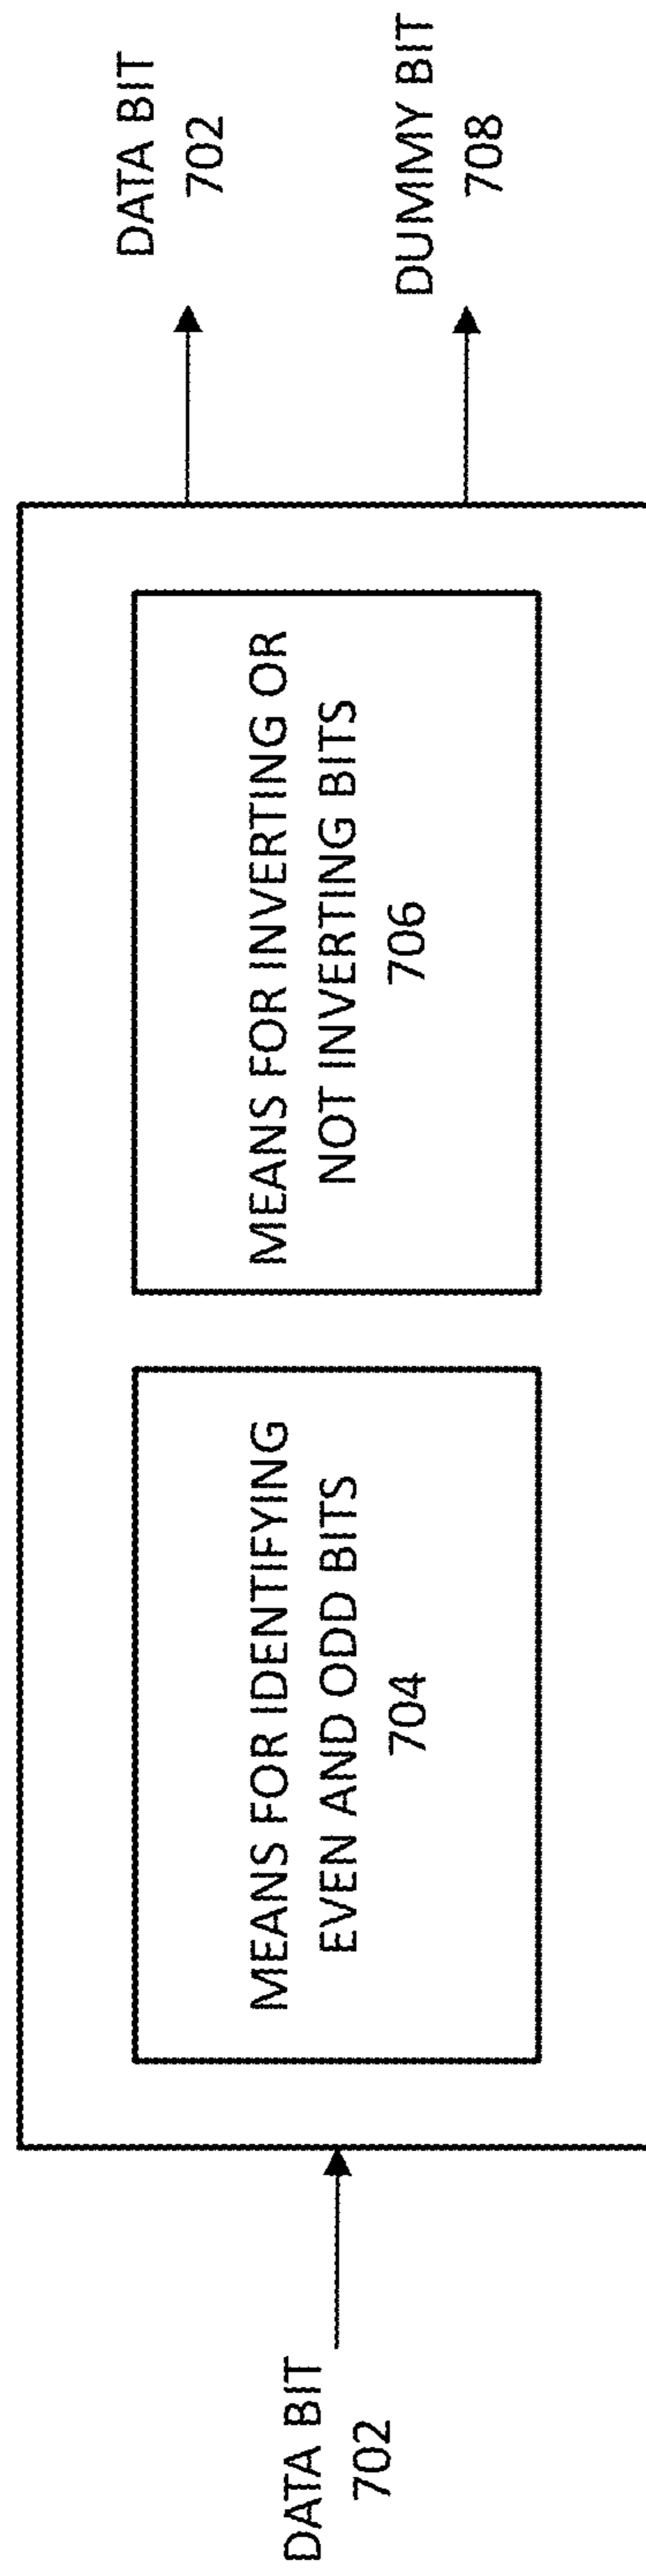 DATA BIT
702
MEANS FOR IDENTIFYING
EVEN AND ODD BITS
704
MEANS FOR INVERTING OR
NOT INVERTING BITS
706
DATA BIT
702
DUMMY BIT
708